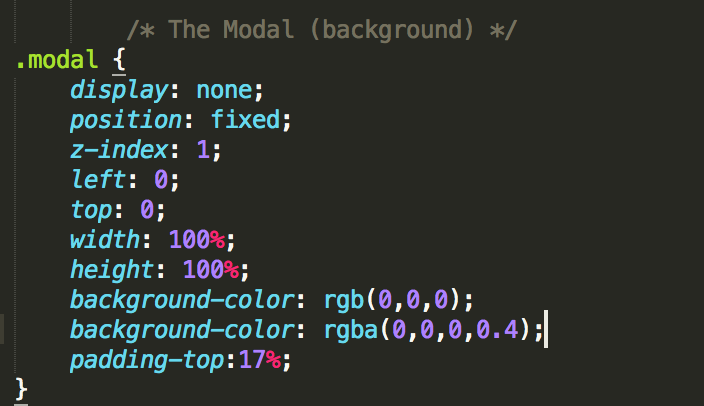 /* The Modal (background) */
.modal {
display: none;
position: fixed;
z-index: 1;
left: 0;
top: 0;
width: 100%;
height: 100%;
background-color: rgb(0,0,0);
background-color: rgba(0,0,0,0.4);
padding-top:17%;
}